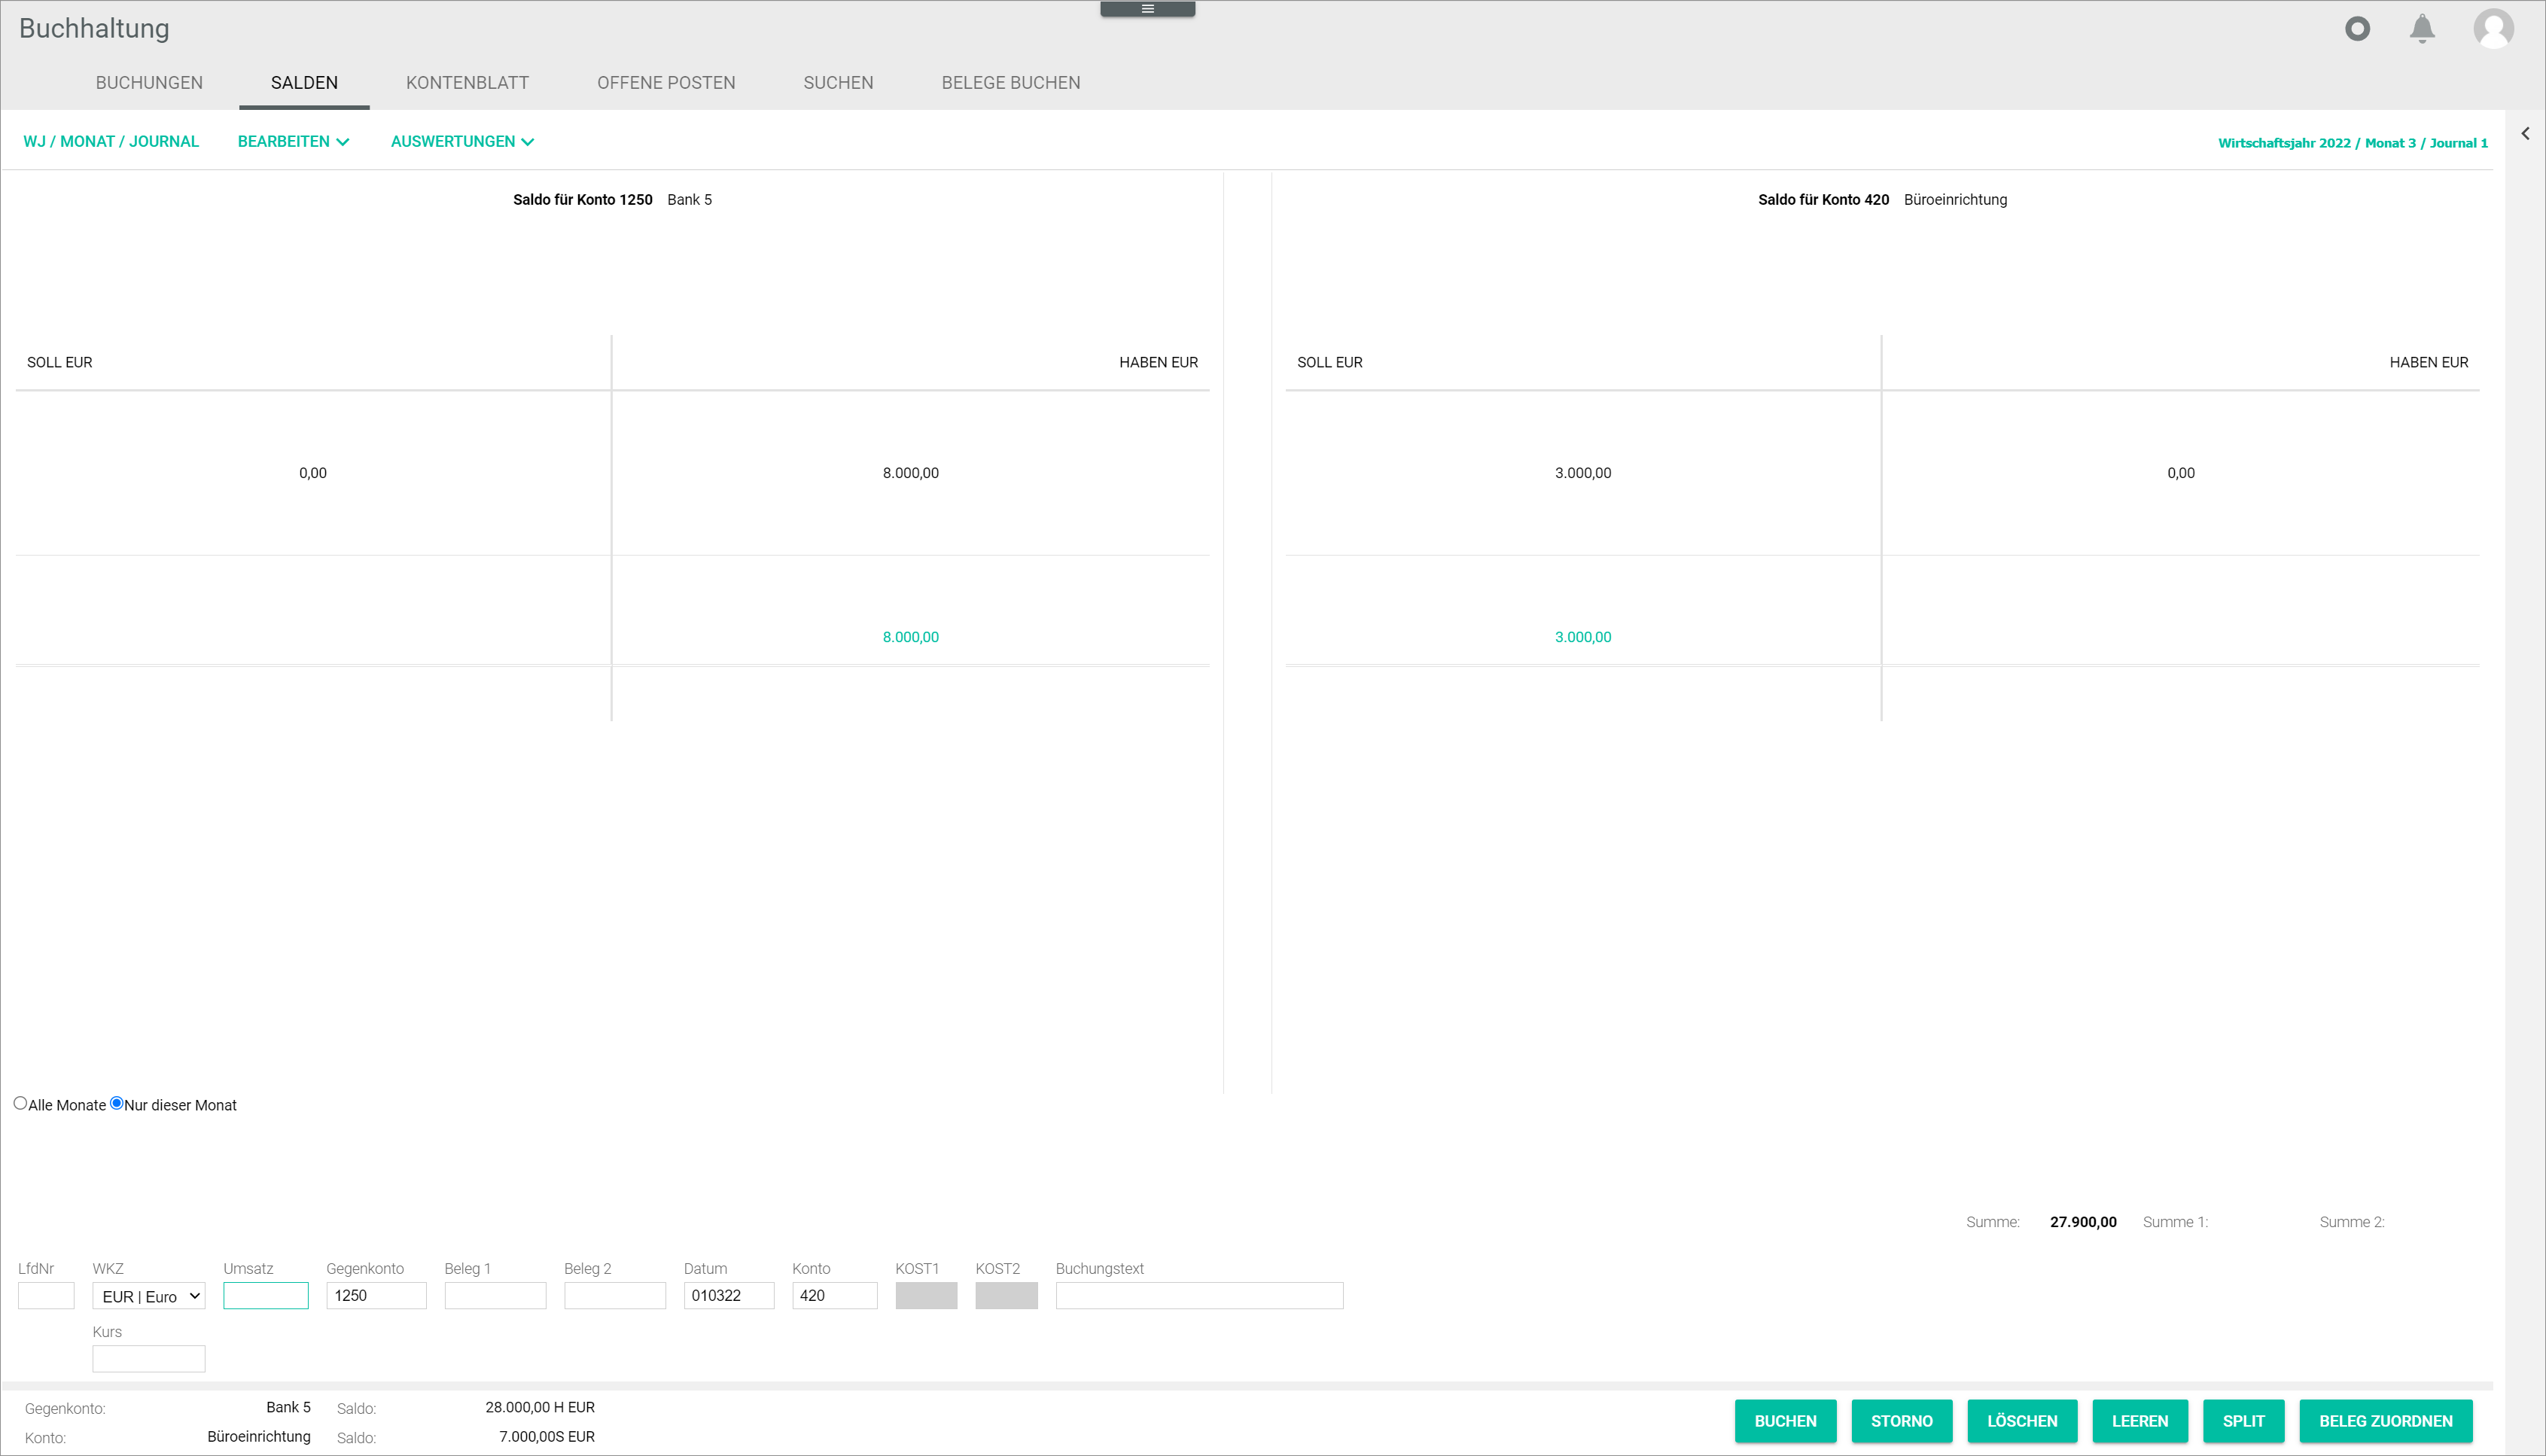 Buchhaltung
BUCHUNGEN SALDEN KONTENBLATT OFFENE POSTEN SUCHEN BELEGE BUCHEN
WJ / MONAT / JOURNAL BEARBEITEN AUSWERTUNGEN Wirtschaftsjahr 2022 / Monat 3 / Journal 1
Saldo für Konto 1250 Bank 5 Saldo für Konto 420 Büroeinrichtung
SOLL EUR HABEN EUR SOLL EUR HABEN EUR
0,00 8.000,00 3.000,00 0,00
8.000,00 3.000,00
Alle Monate Nur dieser Monat
Summe: 27.900,00 Summe 1: Summe 2:
LfdNr WKZ Umsatz Gegenkonto Beleg 1 Beleg 2 Datum Konto KOST1 KOST2 Buchungstext
EUR | Euro 1250 010322 420
Kurs
Gegenkonto: Bank 5 Saldo: 28.000,00 H EUR
Konto: Büroeinrichtung Saldo: 7.000,00S EUR
BUCHEN STORNO LÖSCHEN LEEREN SPLIT BELEG ZUORDNEN